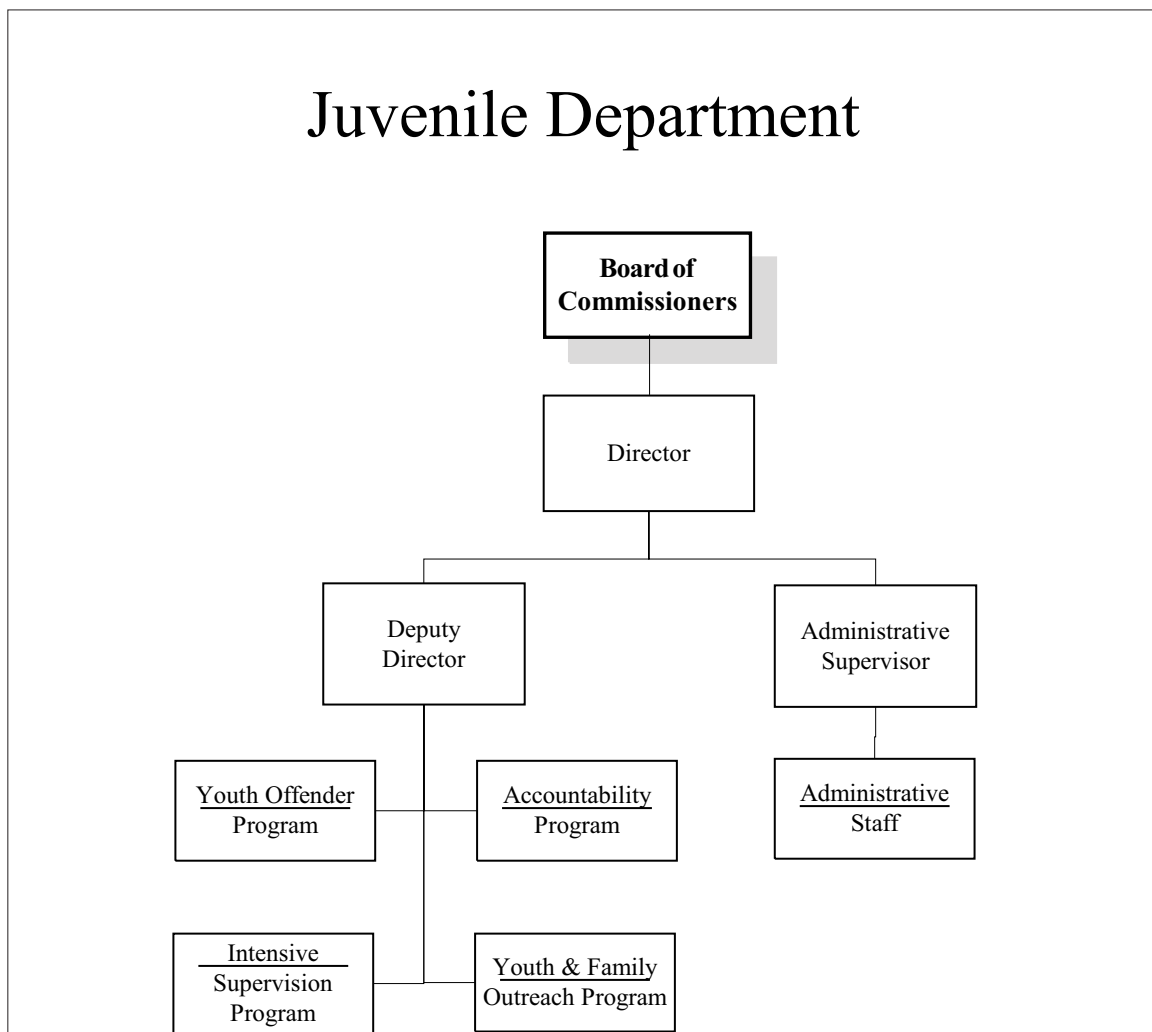 Juvenile Department
Board of
Commissioners
Director
Deputy
Director
Administrative
Supervisor
Youth Offender
Program
Accountability
Program
Administrative
Staff
Intensive
Supervision
Program
Youth & Family
Outreach Program